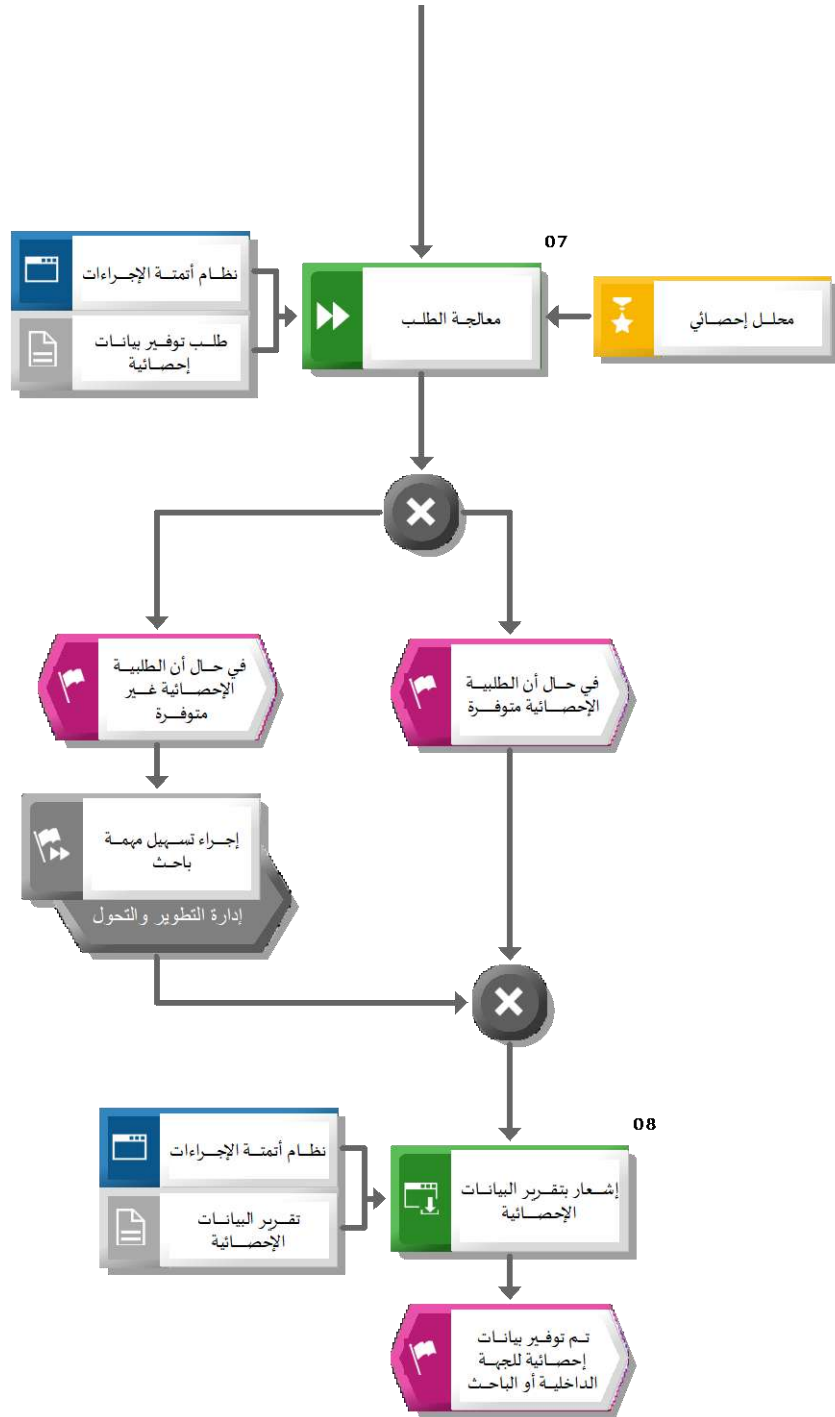 07
محلل إحصائي
معالجة الطلب
نظام أتمتة الإجراءات
طلب توفير بيانات
إحصائية
في حال أن الطلبية
الإحصائية متوفرة
في حال أن الطلبية
الإحصائية غير
متوفرة
إجراء تسهيل مهمة
باحث
إدارة التطوير والتحول
08
إشعار بتقرير البيانات
الإحصائية
نظام أتمتة الإجراءات
تقرير البيانات
الإحصائية
تم توفير بيانات
إحصائية للجهة
الداخلية أو الباحث